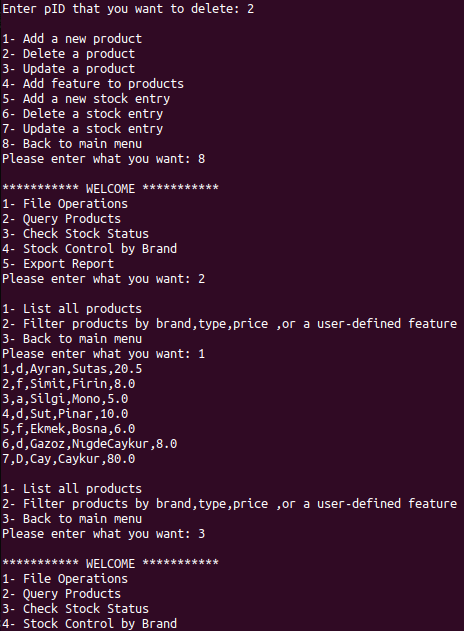 Enter pID that you want to delete: 2
1- Add a new product
2- Delete a product
3- Update a product
4- Add feature to products
5- Add a new stock entry
6- Delete a stock entry
7- Update a stock entry
8- Back to main menu
Please enter what you want: 8
*********** WELCOME ***********
1- File Operations
2- Query Products
3- Check Stock Status
4- Stock Control by Brand
5- Export Report
Please enter what you want: 2
1- List all products
2- Filter products by brand,type,price ,or a user-defined feature
3- Back to main menu
Please enter what you want: 1
1,d,Ayran,Sutas,20.5
2,f,Simit,Firin,8.0
3,a,Silgi,Mono,5.0
4,d,Sut,Pinar,10.0
5,f,Ekmek,Bosna,6.0
6,d,Gazoz,NıgdeCaykur,8.0
7,D,Cay,Caykur,80.0
1- List all products
2- Filter products by brand,type,price ,or a user-defined feature
3- Back to main menu
Please enter what you want: 3
*********** WELCOME ***********
1- File Operations
2- Query Products
3- Check Stock Status
4- Stock Control by Brand